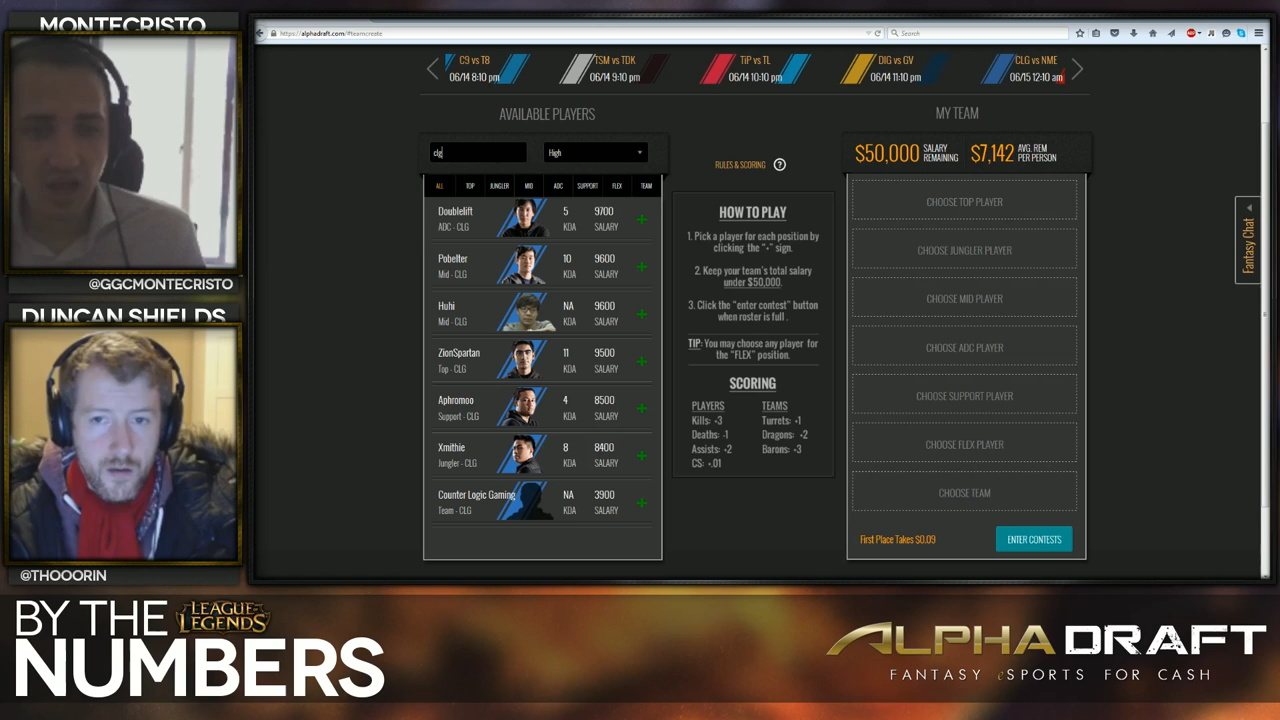 MONTECRISTO
@GGCMONTECRISTO
DUNCAN SHIELDS
@THOOORIN
https://alphadraft.com/#teamcreate
Search
C9 vs T8
06/14 8:10 pm
TSM vs TDK
06/14 9:10 pm
TiP vs TL
06/14 10:10 pm
DIG vs GV
06/14 11:10 pm
CLG vs NME
06/15 12:10 am
AVAILABLE PLAYERS
clg
High
ALL TOP JUNGLER MID ADC SUPPORT FLEX TEAM
Doublelift 5 9700
ADC - CLG KDA SALARY
Pobelter 10 9600
Mid - CLG KDA SALARY
Huhi NA 9600
Mid - CLG KDA SALARY
ZionSpartan 11 9500
Top - CLG KDA SALARY
Aphromoo 4 8500
Support - CLG KDA SALARY
Xmithie 8 8400
Jungler - CLG KDA SALARY
Counter Logic Gaming NA 3900
Team - CLG KDA SALARY
RULES & SCORING ?
HOW TO PLAY
1. Pick a player for each position by
clicking the "+" sign.
2. Keep your team's total salary
under $50,000.
3. Click the "enter contest" button
when roster is full .
TIP: You may choose any player for
the "FLEX" position.
SCORING
PLAYERS TEAMS
Kills: +3 Turrets: +1
Deaths: -1 Dragons: +2
Assists: +2 Barons: +3
CS: +.01
MY TEAM
$50,000 SALARY REMAINING $7,142 AVG. REM PER PERSON
CHOOSE TOP PLAYER
CHOOSE JUNGLER PLAYER
CHOOSE MID PLAYER
CHOOSE ADC PLAYER
CHOOSE SUPPORT PLAYER
CHOOSE FLEX PLAYER
CHOOSE TEAM
First Place Takes $0.09
ENTER CONTESTS
Fantasy Chat
BY THE LEAGUE of LEGENDS
NUMBERS
ALPHADRAFT
FANTASY eSPORTS FOR CASH